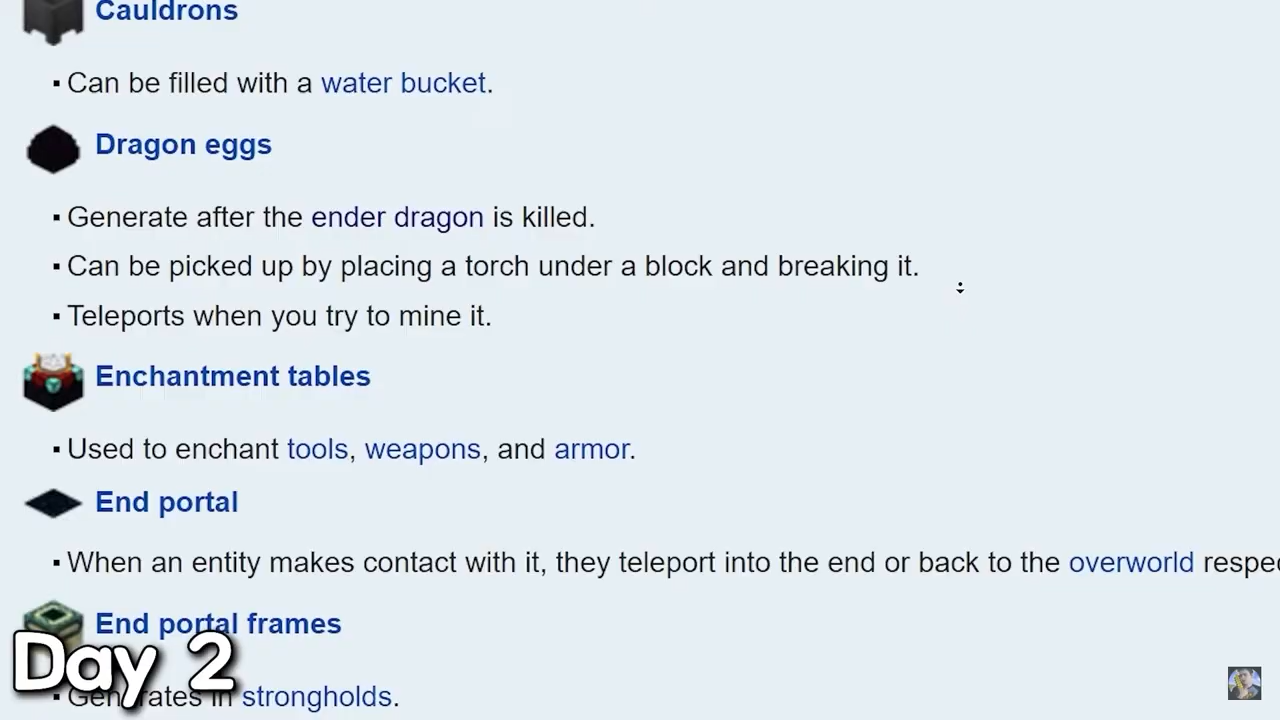 Cauldrons
▪ Can be filled with a water bucket.
Dragon eggs
▪ Generate after the ender dragon is killed.
▪ Can be picked up by placing a torch under a block and breaking it.
▪ Teleports when you try to mine it.
Enchantment tables
▪ Used to enchant tools, weapons, and armor.
End portal
▪ When an entity makes contact with it, they teleport into the end or back to the overworld respec
End portal frames
▪ Generates in strongholds.
Day 2